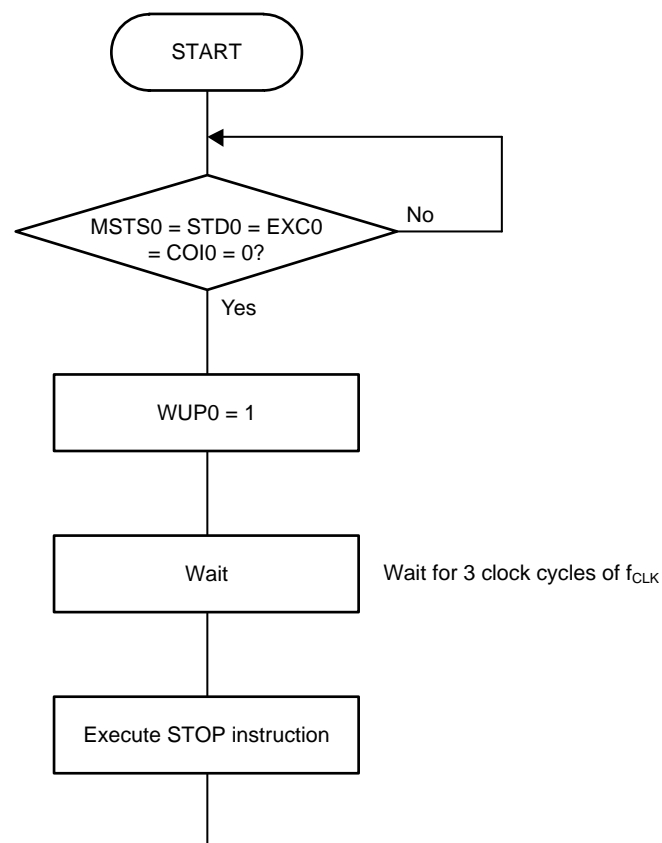 START
MSTS0 = STD0 = EXC0
= COI0 = 0?
No
Yes
WUP0 = 1
Wait
Wait for 3 clock cycles of fCLK
Execute STOP instruction